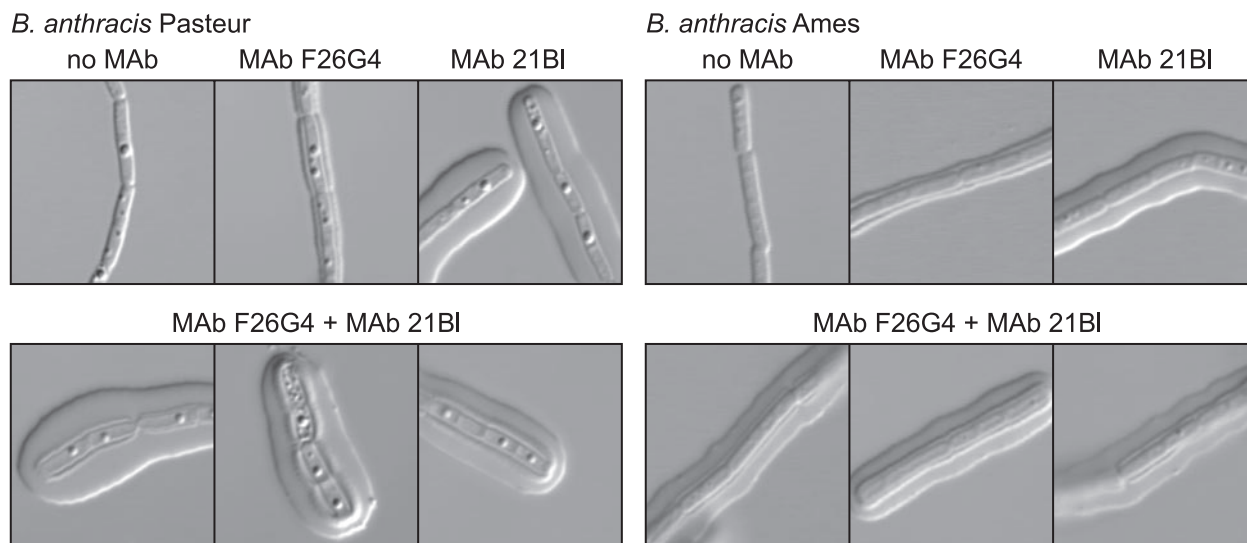 B. anthracis Pasteur
no MAb MAb F26G4 MAb 21BI
MAb F26G4 + MAb 21BI
B. anthracis Ames
no MAb MAb F26G4 MAb 21BI
MAb F26G4 + MAb 21BI